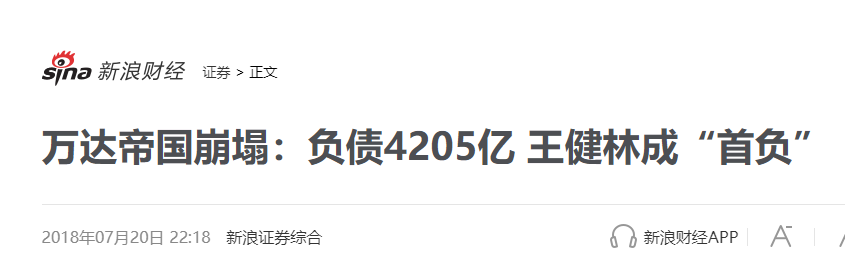 sina 新浪财经 证券 > 正文
万达帝国崩塌：负债4205亿 王健林成“首负”
2018年07月20日 22:18 新浪证券综合 新浪财经APP A-